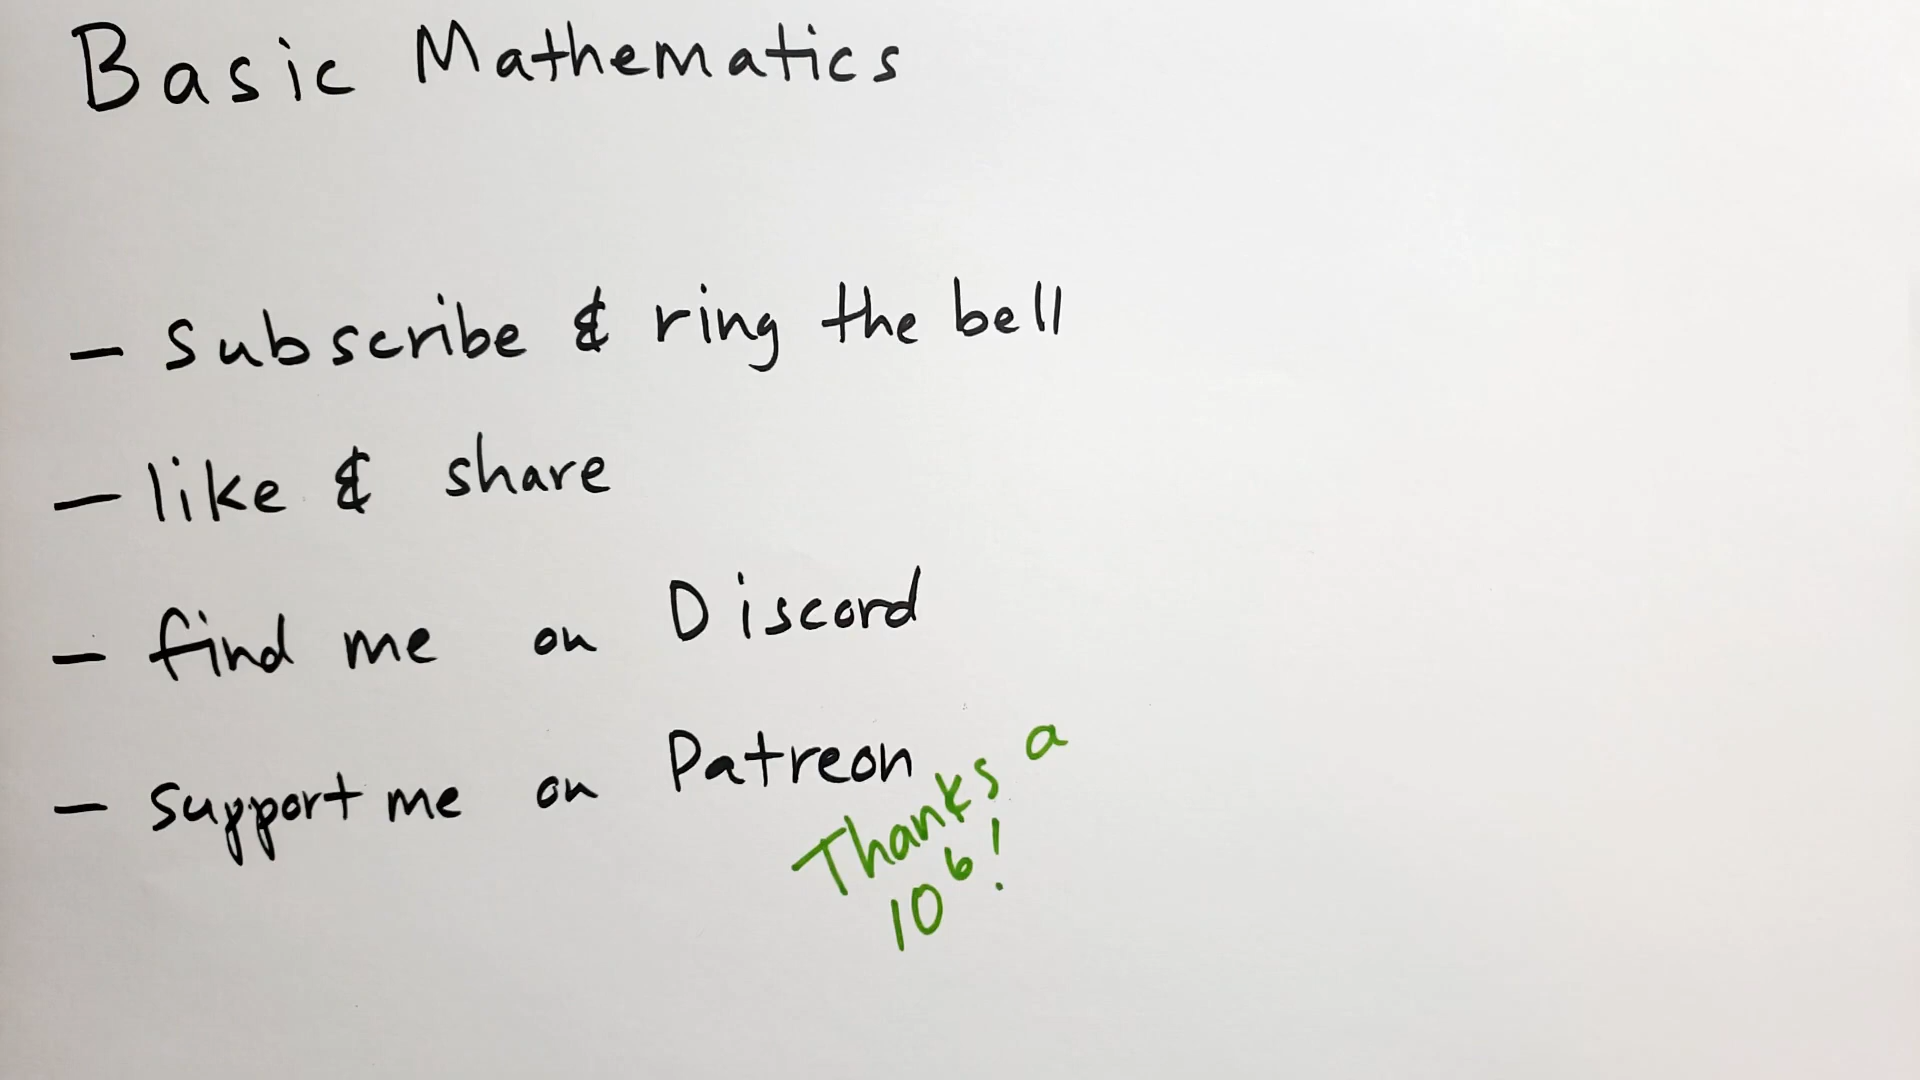 Basic Mathematics
- subscribe & ring the bell
- like & share
- find me on Discord
- support me on Patreon
Thanks a
10⁶!